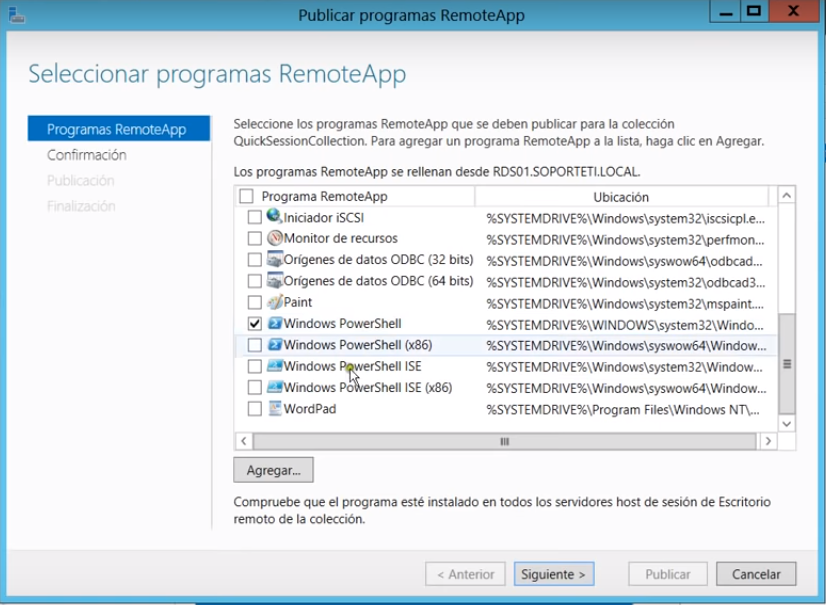 Publicar programas RemoteApp
Seleccionar programas RemoteApp
Programas RemoteApp
Confirmación
Publicación
Finalización
Seleccione los programas RemoteApp que se deben publicar para la colección
QuickSessionCollection. Para agregar un programa RemoteApp a la lista, haga clic en Agregar.
Los programas RemoteApp se rellenan desde RDS01.SOPORTETI.LOCAL.
Programa RemoteApp Ubicación
Iniciador iSCSI %SYSTEMDRIVE%\Windows\system32\iscsicpl.e...
Monitor de recursos %SYSTEMDRIVE%\Windows\system32\perfmon...
Orígenes de datos ODBC (32 bits) %SYSTEMDRIVE%\Windows\syswow64\odbcad...
Orígenes de datos ODBC (64 bits) %SYSTEMDRIVE%\Windows\system32\odbcad3...
Paint %SYSTEMDRIVE%\Windows\system32\mspaint....
Windows PowerShell %SYSTEMDRIVE%\WINDOWS\system32\Windo...
Windows PowerShell (x86) %SYSTEMDRIVE%\Windows\syswow64\Window...
Windows PowerShell ISE %SYSTEMDRIVE%\Windows\system32\Window...
Windows PowerShell ISE (x86) %SYSTEMDRIVE%\Windows\syswow64\Window...
WordPad %SYSTEMDRIVE%\Program Files\Windows NT\...
Agregar...
Compruebe que el programa esté instalado en todos los servidores host de sesión de Escritorio
remoto de la colección.
< Anterior Siguiente > Publicar Cancelar